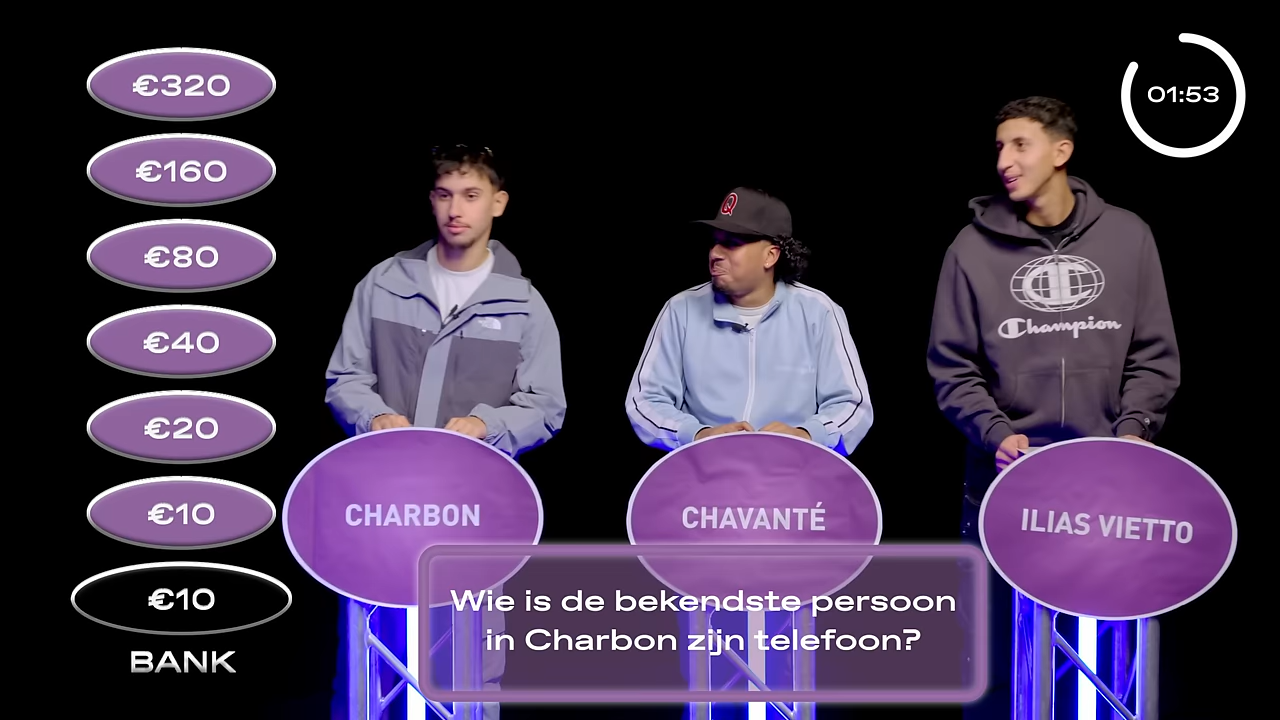 €320
€160
€80
€40
€20
€10
€10
BANK
01:53
Q
THE NORTH FACE
Champion
CHARBON
CHAVANTÉ
ILIAS VIETTO
Wie is de bekendste persoon
in Charbon zijn telefoon?